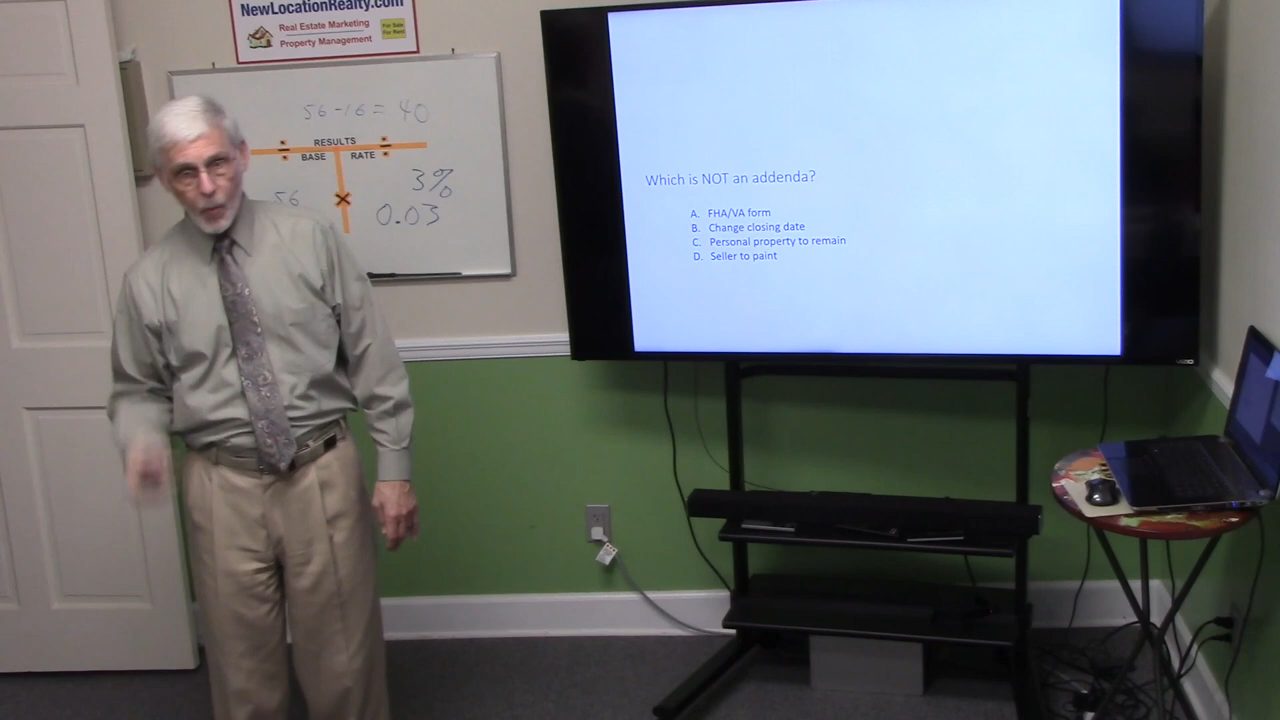 NewLocationRealty.com
Real Estate Marketing
Property Management
For Sale
For Rent
56-16 = 40
RESULTS
BASE
RATE
56
3%
0.03
Which is NOT an addenda?
A. FHA/VA form
B. Change closing date
C. Personal property to remain
D. Seller to paint
VIZIO